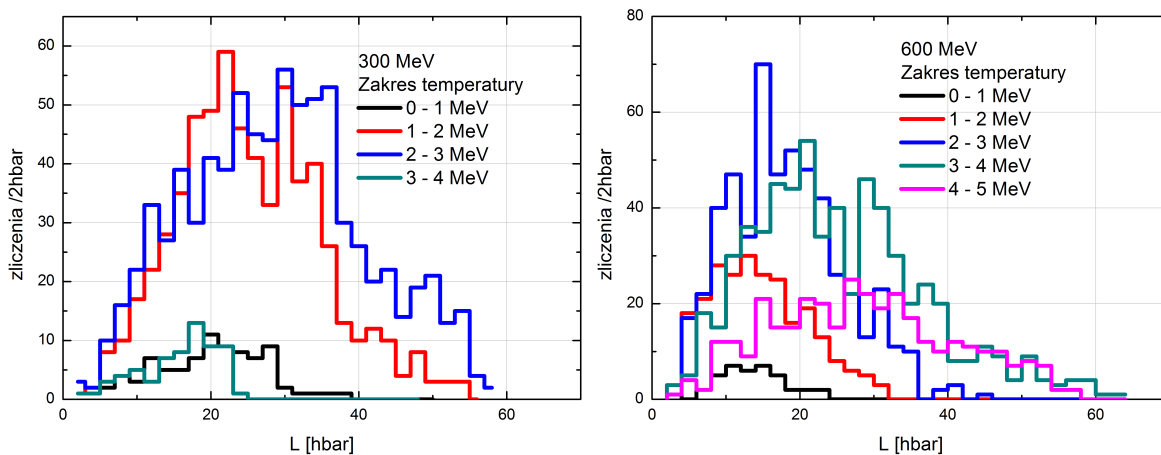 300 MeV
Zakres temperatury
0 - 1 MeV
1 - 2 MeV
2 - 3 MeV
3 - 4 MeV
zliczenia /2hbar
60
50
40
30
20
10
0
0 20 40 60
L [hbar]
600 MeV
Zakres temperatury
0 - 1 MeV
1 - 2 MeV
2 - 3 MeV
3 - 4 MeV
4 - 5 MeV
zliczenia /2hbar
80
60
40
20
0
0 20 40 60
L [hbar]